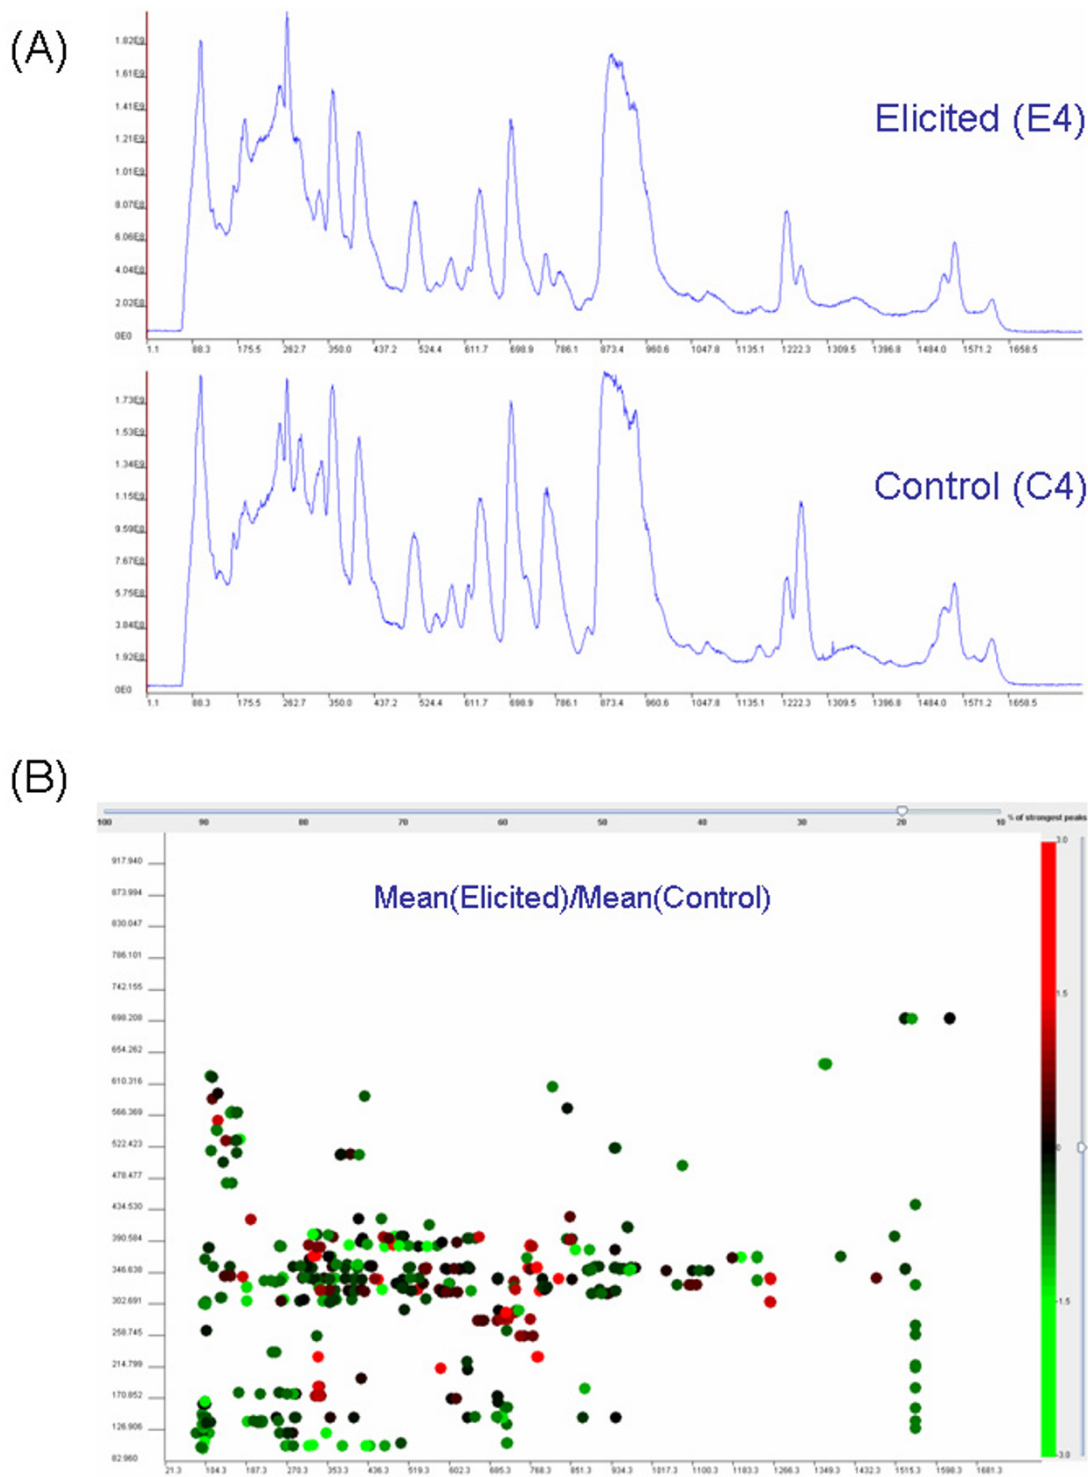 (A)
1.82E9
1.61E9
1.41E9
1.21E9
1.01E9
8.07E8
6.06E8
4.04E8
2.02E8
0E0
Elicited (E4)
1.1 88.3 175.5 262.7 350.0 437.2 524.4 611.7 698.9 786.1 873.4 960.6 1047.8 1135.1 1222.3 1309.5 1396.8 1484.0 1571.2 1658.5
1.73E9
1.53E9
1.34E9
1.15E9
9.59E8
7.67E8
5.75E8
3.84E8
1.92E8
0E0
Control (C4)
1.1 88.3 175.5 262.7 350.0 437.2 524.4 611.7 698.9 786.1 873.4 960.6 1047.8 1135.1 1222.3 1309.5 1396.8 1484.0 1571.2 1658.5
(B)
100 90 80 70 60 50 40 30 20 10 % of strongest peaks
Mean(Elicited)/Mean(Control)
917.940
873.994
830.047
786.101
742.155
698.208
654.262
610.316
566.369
522.423
478.477
434.530
390.584
346.638
302.691
258.745
214.799
170.852
126.906
82.960
3.0
1.5
0
-1.5
-3.0
21.3 104.3 187.3 270.3 353.3 436.3 519.3 602.3 685.3 768.3 851.3 934.3 1017.3 1100.3 1183.3 1266.3 1349.3 1432.3 1515.3 1598.3 1681.3